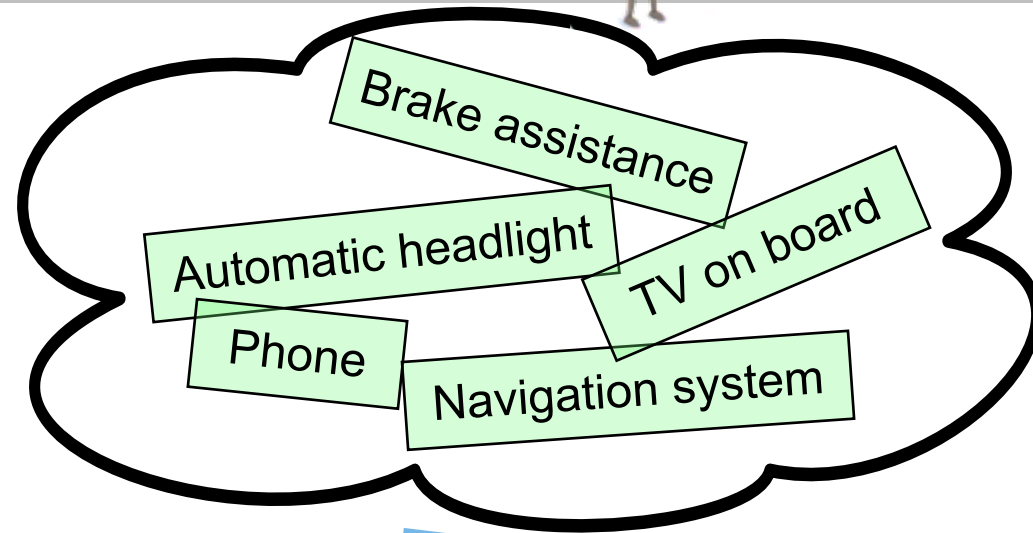 Brake assistance
Automatic headlight
TV on board
Phone
Navigation system